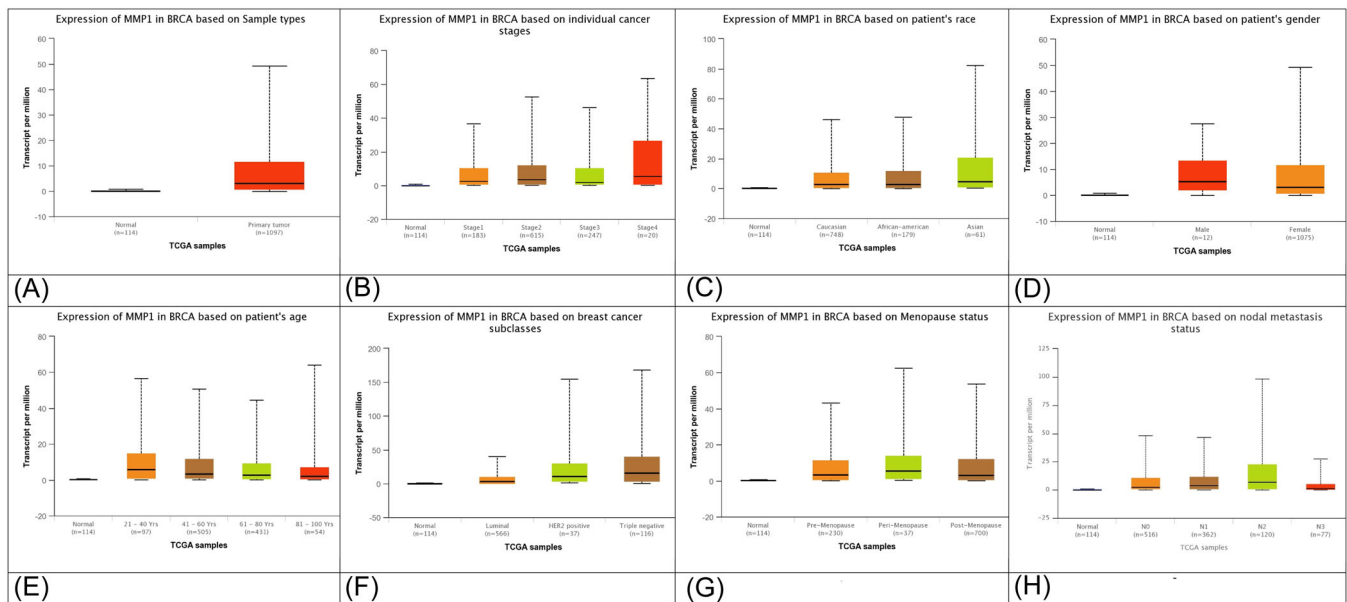 Expression of MMP1 in BRCA based on Sample types
60
50
40
30
20
10
0
-10
Transcript per million
Normal
(n=114)
Primary tumor
(n=1097)
TCGA samples
(A)
Expression of MMP1 in BRCA based on individual cancer
stages
80
60
40
20
0
-20
Transcript per million
Normal
(n=114)
Stage1
(n=183)
Stage2
(n=615)
Stage3
(n=247)
Stage4
(n=20)
TCGA samples
(B)
Expression of MMP1 in BRCA based on patient's race
100
80
60
40
20
0
-20
Transcript per million
Normal
(n=114)
Caucasian
(n=748)
African-american
(n=179)
Asian
(n=61)
TCGA samples
(C)
Expression of MMP1 in BRCA based on patient's gender
60
50
40
30
20
10
0
-10
Transcript per million
Normal
(n=114)
Male
(n=12)
Female
(n=1075)
TCGA samples
(D)
Expression of MMP1 in BRCA based on patient's age
80
60
40
20
0
-20
Transcript per million
Normal
(n=114)
21 - 40 Yrs
(n=97)
41 - 60 Yrs
(n=505)
61 - 80 Yrs
(n=431)
81 - 100 Yrs
(n=54)
TCGA samples
(E)
Expression of MMP1 in BRCA based on breast cancer
subclasses
200
150
100
50
0
-50
Transcript per million
Normal
(n=114)
Luminal
(n=566)
HER2 positive
(n=37)
Triple negative
(n=116)
TCGA samples
(F)
Expression of MMP1 in BRCA based on Menopause status
80
60
40
20
0
-20
Transcript per million
Normal
(n=114)
Pre-Menopause
(n=230)
Peri-Menopause
(n=37)
Post-Menopause
(n=700)
TCGA samples
(G)
Expression of MMP1 in BRCA based on nodal metastasis
status
125
100
75
50
25
0
-25
Transcript per million
Normal
(n=114)
N0
(n=516)
N1
(n=362)
N2
(n=120)
N3
(n=77)
TCGA samples
(H)